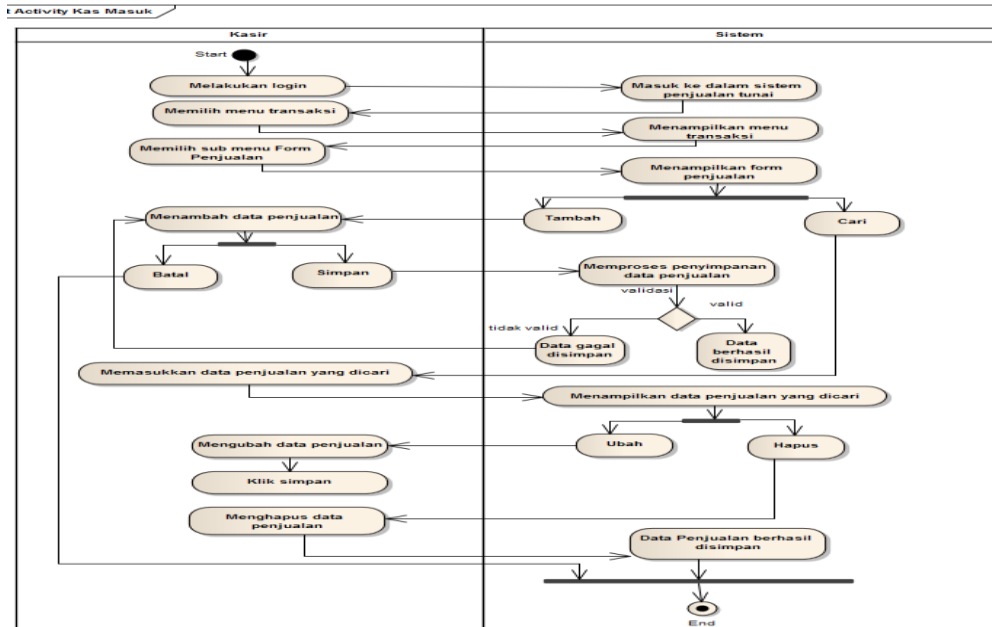 t Activity Kas Masuk
Kasir
Sistem
Start
Melakukan login
Masuk ke dalam sistem
penjualan tunai
Memilih menu transaksi
Menampilkan menu
transaksi
Memilih sub menu Form
Penjualan
Menampilkan form
penjualan
Menambah data penjualan
Tambah
Cari
Batal
Simpan
Memproses penyimpanan
data penjualan
validasi
valid
tidak valid
Data gagal
disimpan
Data
berhasil
disimpan
Memasukkan data penjualan yang dicari
Menampilkan data penjualan yang dicari
Mengubah data penjualan
Ubah
Hapus
Klik simpan
Menghapus data
penjualan
Data Penjualan berhasil
disimpan
End